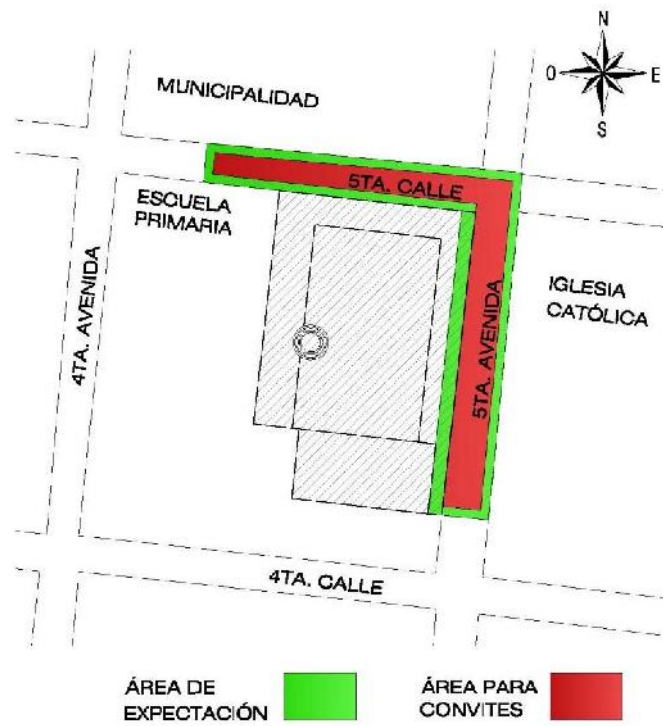 N
O
E
S
MUNICIPALIDAD
5TA. CALLE
ESCUELA
PRIMARIA
4TA. AVENIDA
IGLESIA
CATÓLICA
5TA. AVENIDA
4TA. CALLE
ÁREA DE
EXPECTACIÓN
ÁREA PARA
CONVITES